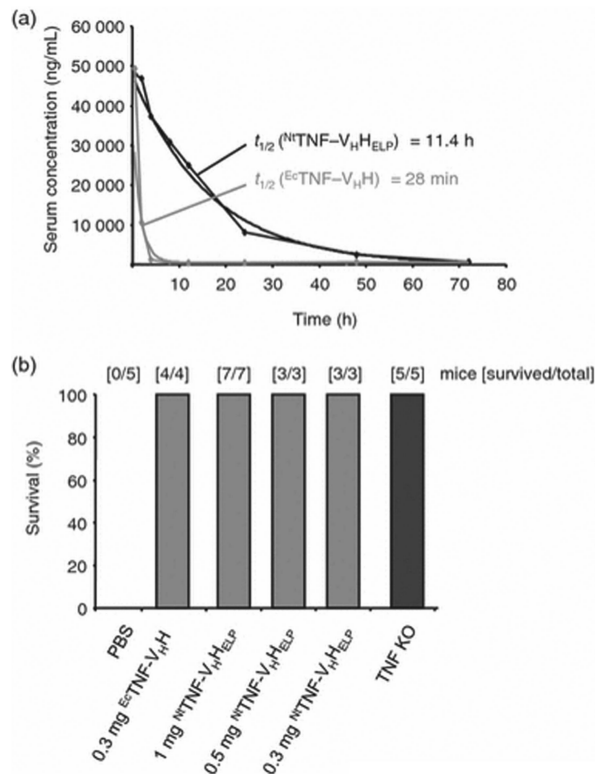 (a)
60 000
50 000
40 000
30 000
20 000
10 000
Serum concentration (ng/mL)
t1/2 (NtTNF–VHHELP) = 11.4 h
t1/2 (EcTNF–VHH) = 28 min
10 20 30 40 50 60 70 80
Time (h)
(b)
[0/5] [4/4] [7/7] [3/3] [3/3] [5/5] mice [survived/total]
100
80
60
40
20
0
Survival (%)
PBS
0.3 mg EcTNF-VHH
1 mg NtTNF-VHHELP
0.5 mg NtTNF-VHHELP
0.3 mg NtTNF-VHHELP
TNF KO